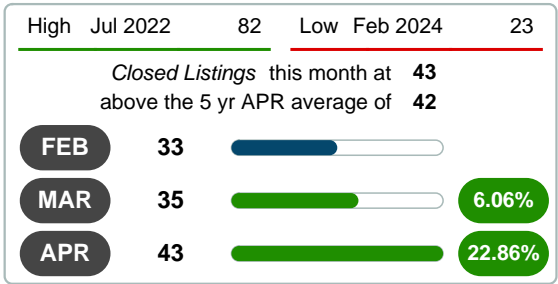 High Jul 2022 82 Low Feb 2024 23
Closed Listings this month at 43
above the 5 yr APR average of 42
FEB 33
MAR 35 6.06%
APR 43 22.86%